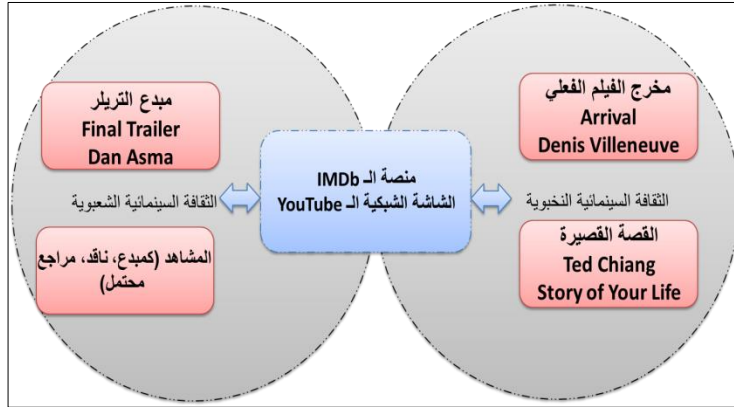 مخرج الفيلم الفعلي
Arrival
Denis Villeneuve
الثقافة السينمائية النخبوية
القصة القصيرة
Ted Chiang
Story of Your Life
منصة الـ IMDb
الشاشة الشبكية الـ YouTube
مبدع التريلر
Final Trailer
Dan Asma
الثقافة السينمائية الشعبوية
المشاهد (كمبدع، ناقد، مراجع
محتمل)